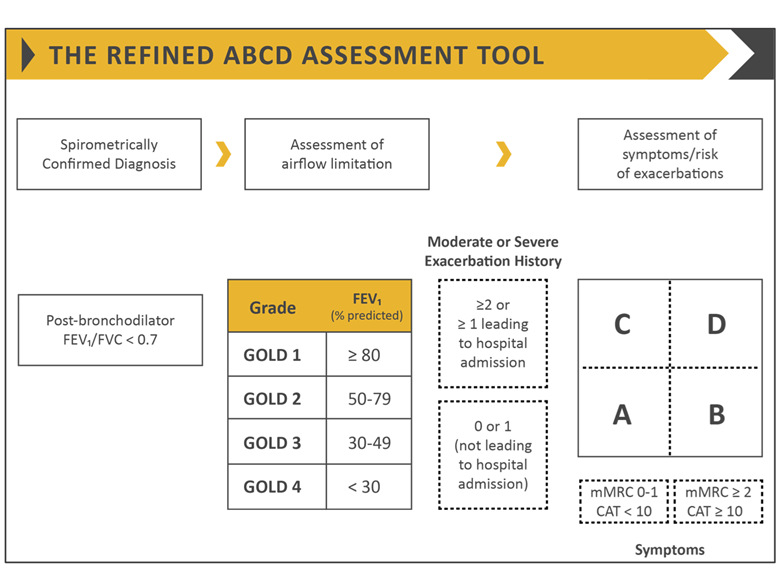 THE REFINED ABCD ASSESSMENT TOOL
Spirometrically
Confirmed Diagnosis
Assessment of
airflow limitation
Assessment of
symptoms/risk
of exacerbations
Post-bronchodilator
FEV₁/FVC < 0.7
Grade FEV₁
(% predicted)
GOLD 1 ≥ 80
GOLD 2 50-79
GOLD 3 30-49
GOLD 4 < 30
Moderate or Severe
Exacerbation History
≥2 or
≥ 1 leading
to hospital
admission
0 or 1
(not leading
to hospital
admission)
C D
A B
mMRC 0-1
CAT < 10
mMRC ≥ 2
CAT ≥ 10
Symptoms